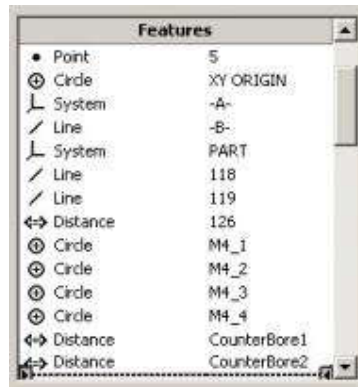 Features
Point 5
Circle XY ORIGIN
System -A-
Line -B-
System PART
Line 118
Line 119
Distance 126
Circle M4_1
Circle M4_2
Circle M4_3
Circle M4_4
Distance CounterBore1
Distance CounterBore2